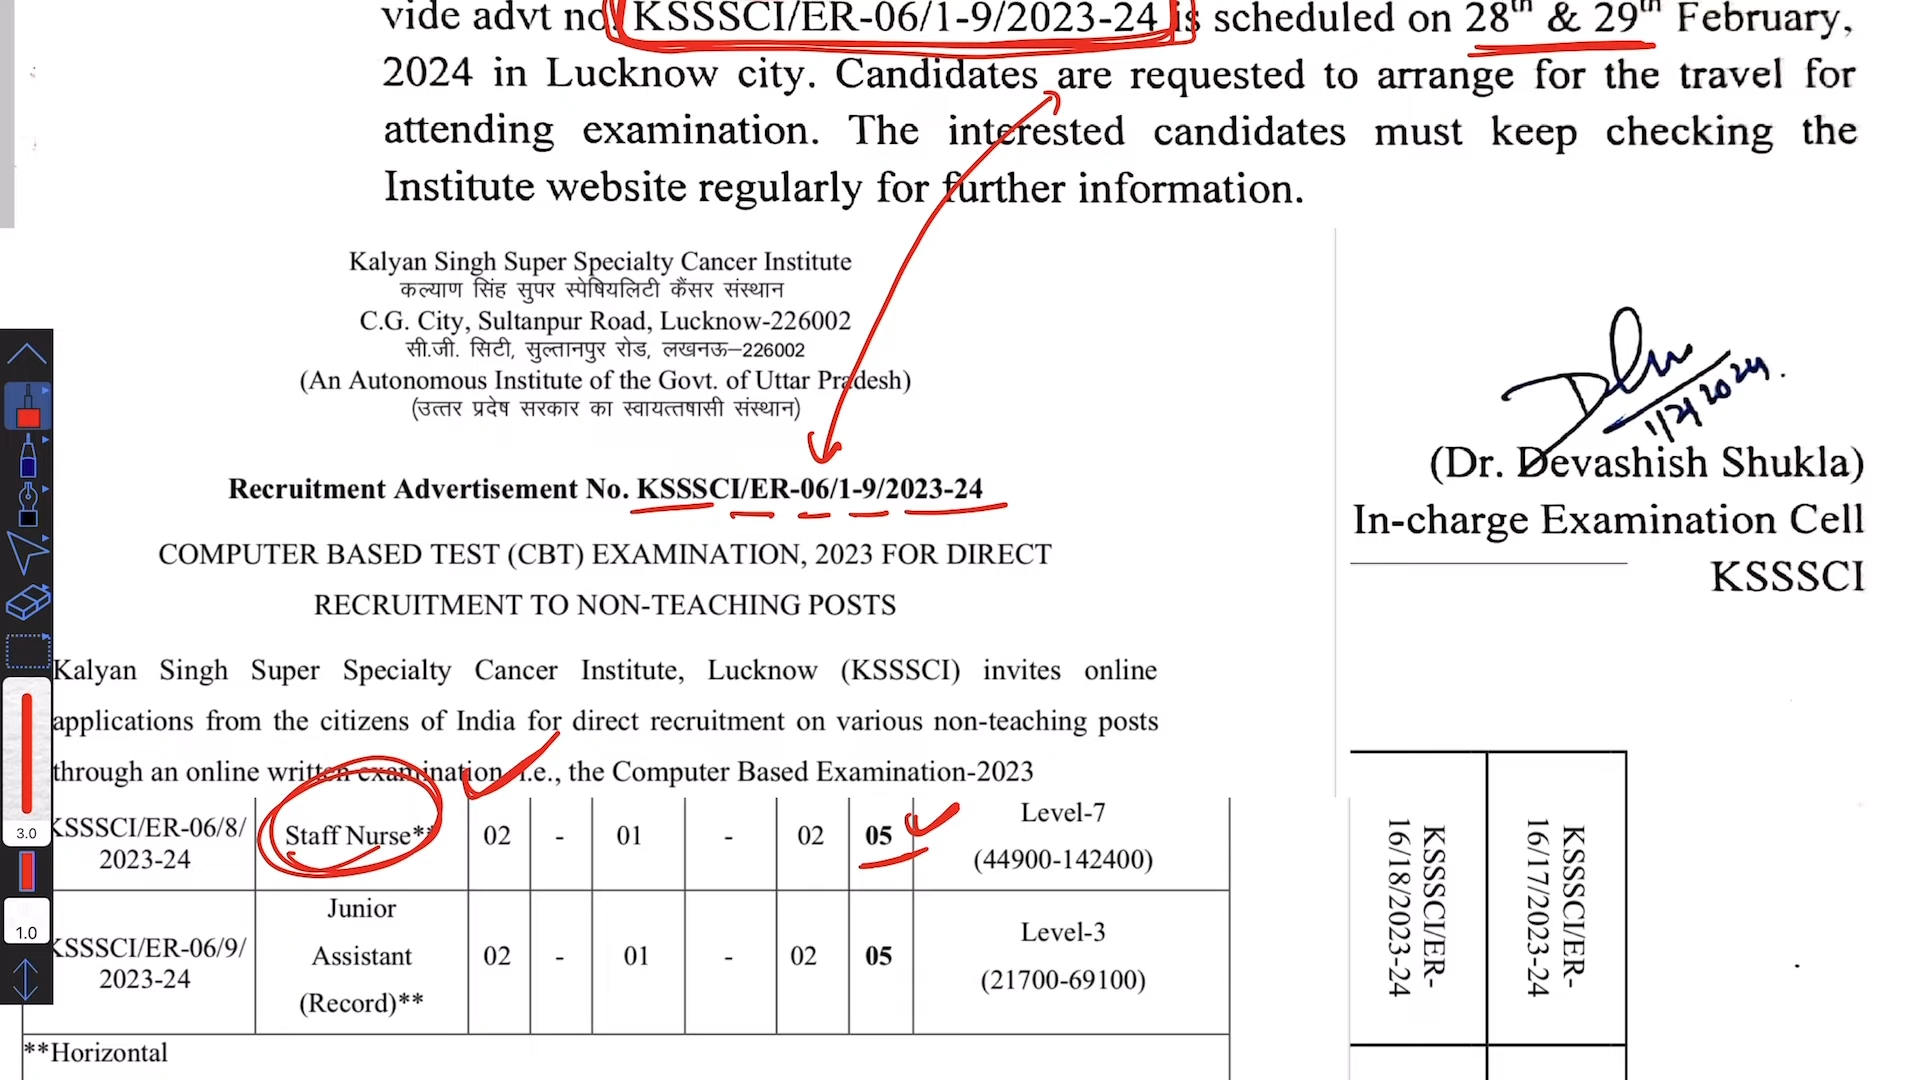 vide advt no. KSSSCI/ER-06/1-9/2023-24 is scheduled on 28th & 29th February,
2024 in Lucknow city. Candidates are requested to arrange for the travel for
attending examination. The interested candidates must keep checking the
Institute website regularly for further information.
Kalyan Singh Super Specialty Cancer Institute
कल्याण सिंह सुपर स्पेषियलिटी कैंसर संस्थान
C.G. City, Sultanpur Road, Lucknow-226002
सी.जी. सिटी, सुल्तानपुर रोड, लखनऊ–226002
(An Autonomous Institute of the Govt. of Uttar Pradesh)
(उत्तर प्रदेष सरकार का स्वायत्तषासी संस्थान)
Recruitment Advertisement No. KSSSCI/ER-06/1-9/2023-24
COMPUTER BASED TEST (CBT) EXAMINATION, 2023 FOR DIRECT
RECRUITMENT TO NON-TEACHING POSTS
Kalyan Singh Super Specialty Cancer Institute, Lucknow (KSSSCI) invites online
applications from the citizens of India for direct recruitment on various non-teaching posts
through an online written examination i.e., the Computer Based Examination-2023
KSSSCI/ER-06/8/
2023-24
Staff Nurse**
02 - 01 - 02 05
Level-7
(44900-142400)
KSSSCI/ER-06/9/
2023-24
Junior
Assistant
(Record)**
02 - 01 - 02 05
Level-3
(21700-69100)
**Horizontal
1/2/2024.
(Dr. Devashish Shukla)
In-charge Examination Cell
KSSSCI
KSSSCI/ER-
16/18/2023-24
KSSSCI/ER-
16/17/2023-24
3.0
1.0